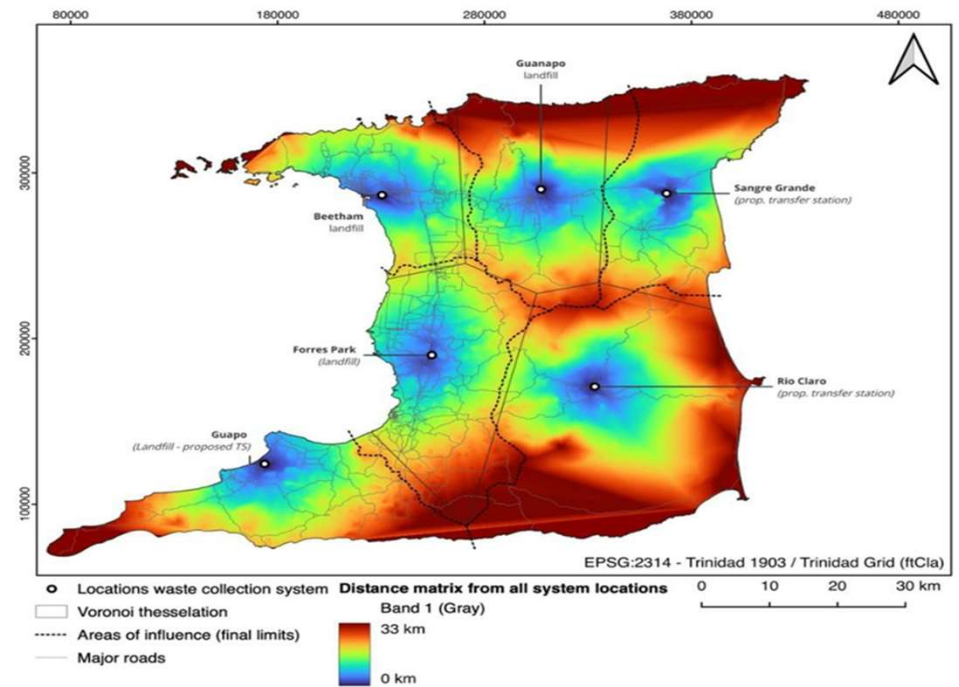 80000 180000 280000 380000 480000
300000
200000
100000
Guanapo
landfill
Sangre Grande
(prop. transfer station)
Beetham
landfill
Forres Park
(landfill)
Rio Claro
(prop. transfer station)
Guapo
(Landfill - proposed TS)
EPSG:2314 - Trinidad 1903 / Trinidad Grid (ftCla)
Locations waste collection system
Voronoi thesselation
Areas of influence (final limits)
Major roads
Distance matrix from all system locations
Band 1 (Gray)
33 km
0 km
0 10 20 30 km